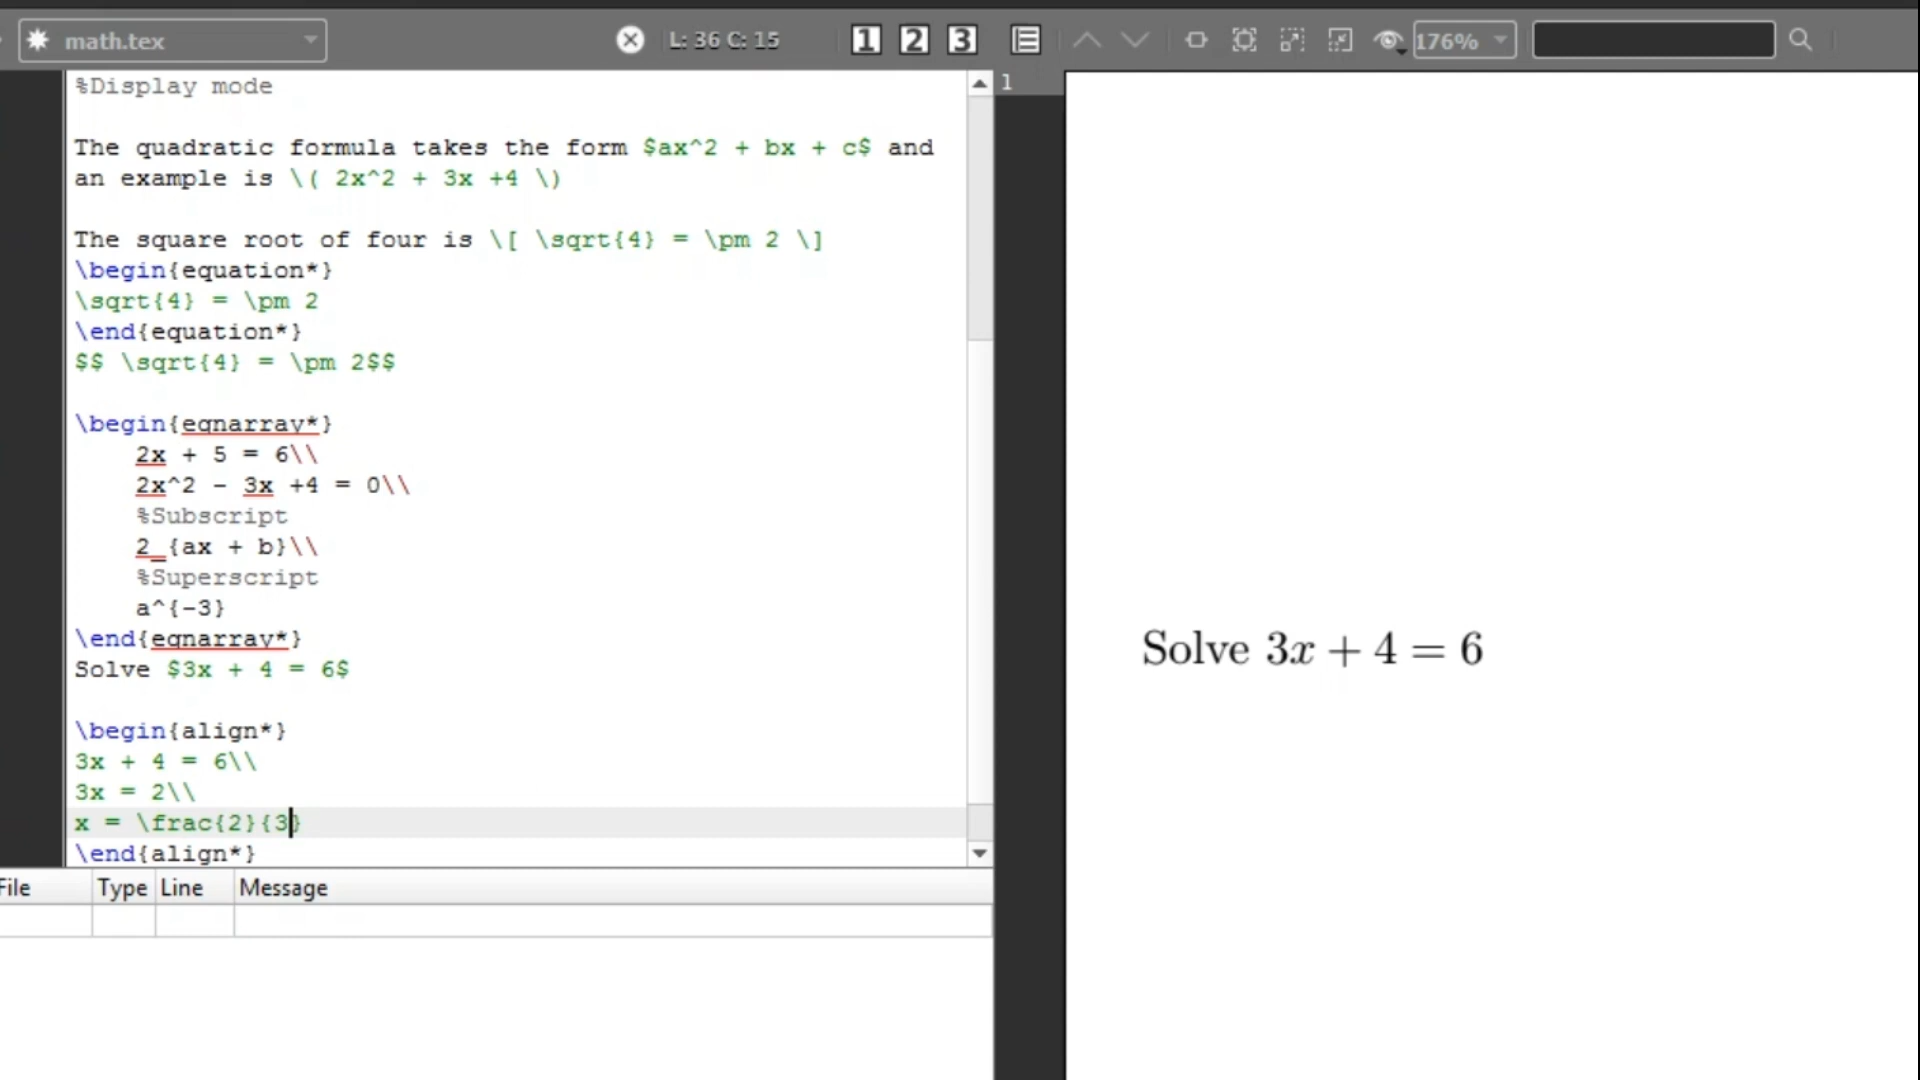 math.tex
L: 36 C: 15
1 2 3
176%
%Display mode
The quadratic formula takes the form $ax^2 + bx + c$ and
an example is \( 2x^2 + 3x +4 \)
The square root of four is \[ \sqrt{4} = \pm 2 \]
\begin{equation*}
\sqrt{4} = \pm 2
\end{equation*}
$$ \sqrt{4} = \pm 2$$
\begin{eqnarray*}
2x + 5 = 6\\
2x^2 - 3x +4 = 0\\
%Subscript
2_{ax + b}\\
%Superscript
a^{-3}
\end{eqnarray*}
Solve $3x + 4 = 6$
\begin{align*}
3x + 4 = 6\\
3x = 2\\
x = \frac{2}{3}
\end{align*}
File Type Line Message
1
Solve 3x + 4 = 6